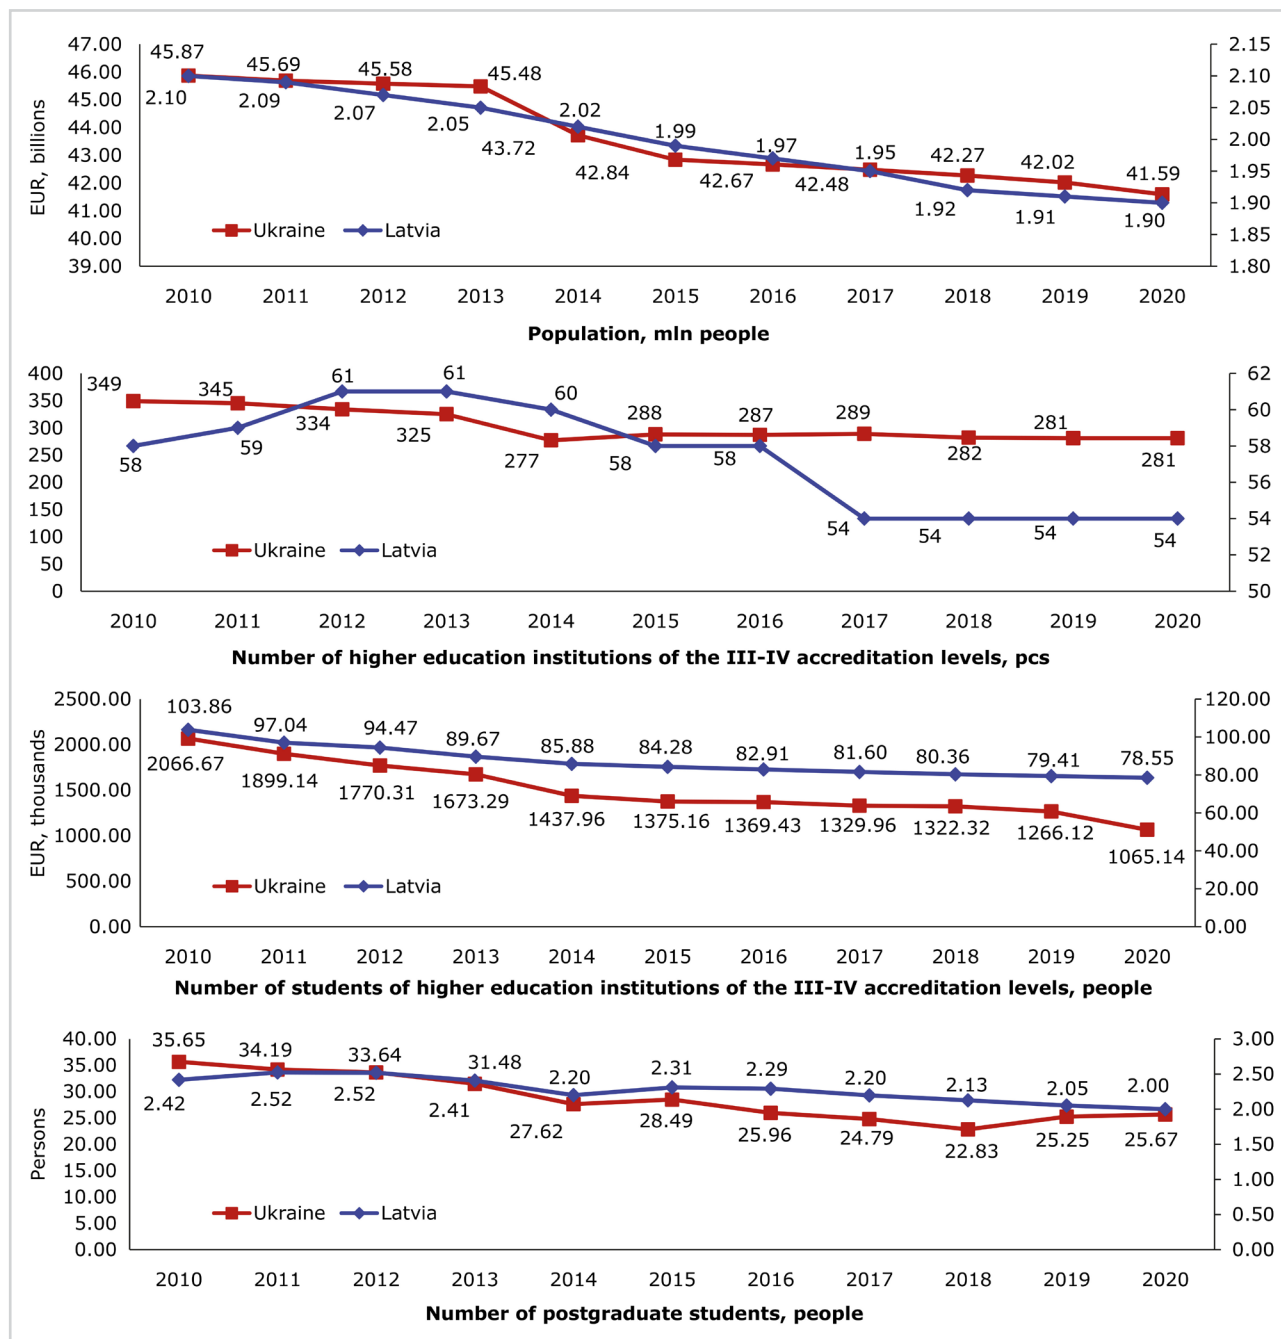 EUR, billions
47.00
46.00
45.00
44.00
43.00
42.00
41.00
40.00
39.00
45.87 45.69 45.58 45.48 43.72 42.84 42.67 42.48 42.27 42.02 41.59
2.10 2.09 2.07 2.05 2.02 1.99 1.97 1.95 1.92 1.91 1.90
2.15
2.10
2.05
2.00
1.95
1.90
1.85
1.80
Ukraine Latvia
2010 2011 2012 2013 2014 2015 2016 2017 2018 2019 2020
Population, mln people
400
350
300
250
200
150
100
50
0
349 345 334 325 277 288 287 289 282 281 281
58 59 61 61 60 58 58 54 54 54 54
62
60
58
56
54
52
50
Ukraine Latvia
2010 2011 2012 2013 2014 2015 2016 2017 2018 2019 2020
Number of higher education institutions of the III-IV accreditation levels, pcs
EUR, thousands
2500.00
2000.00
1500.00
1000.00
500.00
0.00
103.86 97.04 94.47 89.67 85.88 84.28 82.91 81.60 80.36 79.41 78.55
2066.67 1899.14 1770.31 1673.29 1437.96 1375.16 1369.43 1329.96 1322.32 1266.12 1065.14
120.00
100.00
80.00
60.00
40.00
20.00
0.00
Ukraine Latvia
2010 2011 2012 2013 2014 2015 2016 2017 2018 2019 2020
Number of students of higher education institutions of the III-IV accreditation levels, people
Persons
40.00
35.00
30.00
25.00
20.00
15.00
10.00
5.00
0.00
35.65 34.19 33.64 31.48 27.62 28.49 25.96 24.79 22.83 25.25 25.67
2.42 2.52 2.52 2.41 2.20 2.31 2.29 2.20 2.13 2.05 2.00
3.00
2.50
2.00
1.50
1.00
0.50
0.00
Ukraine Latvia
2010 2011 2012 2013 2014 2015 2016 2017 2018 2019 2020
Number of postgraduate students, people